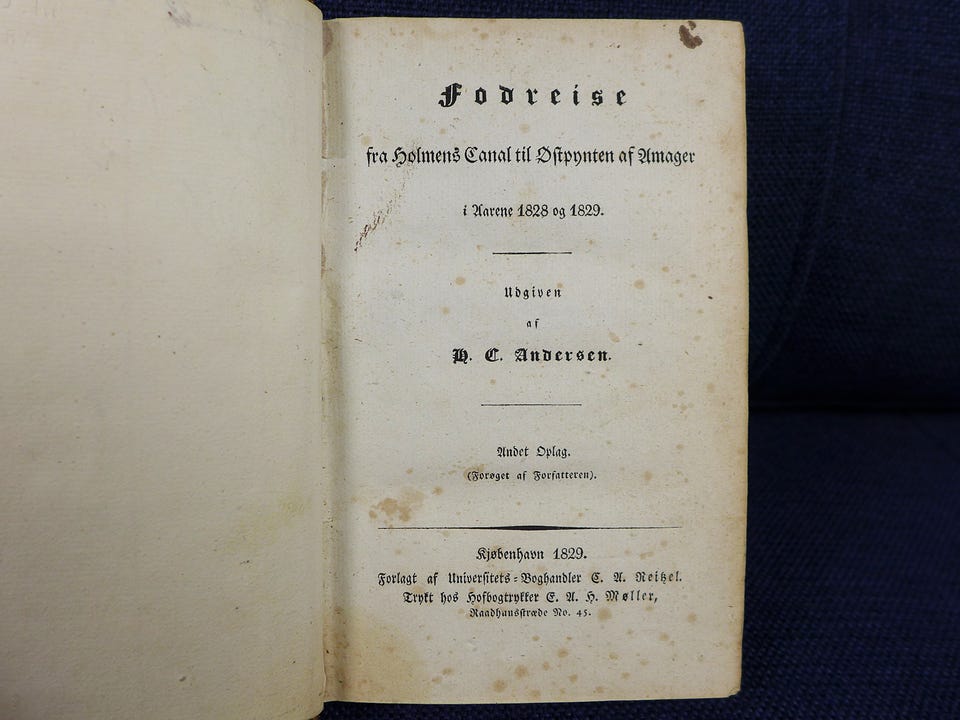 Fodreise
fra Holmens Canal til Østpynten af Amager
i Aarene 1828 og 1829.
Udgiven
af
H. C. Andersen.
Andet Oplag.
(Forøget af Forfatteren).
Kjøbenhavn 1829.
Forlagt af Universitets-Boghandler C. A. Reitzel.
Trykt hos Hofbogtrykker E. A. H. Møller,
Raadhuusstræde No. 45.